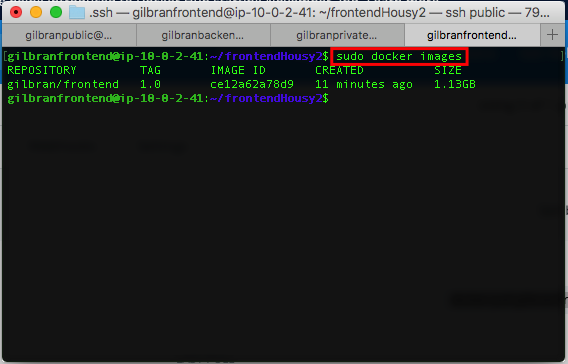 .ssh — gilbranfrontend@ip-10-0-2-41: ~/frontendHousy2 — ssh public — 79...
gilbranpublic@... gilbranbacken... gilbranprivate... gilbranfrontend... +
[gilbranfrontend@ip-10-0-2-41:~/frontendHousy2$ sudo docker images ]
REPOSITORY TAG IMAGE ID CREATED SIZE
gilbran/frontend 1.0 ce12a62a78d9 11 minutes ago 1.13GB
gilbranfrontend@ip-10-0-2-41:~/frontendHousy2$